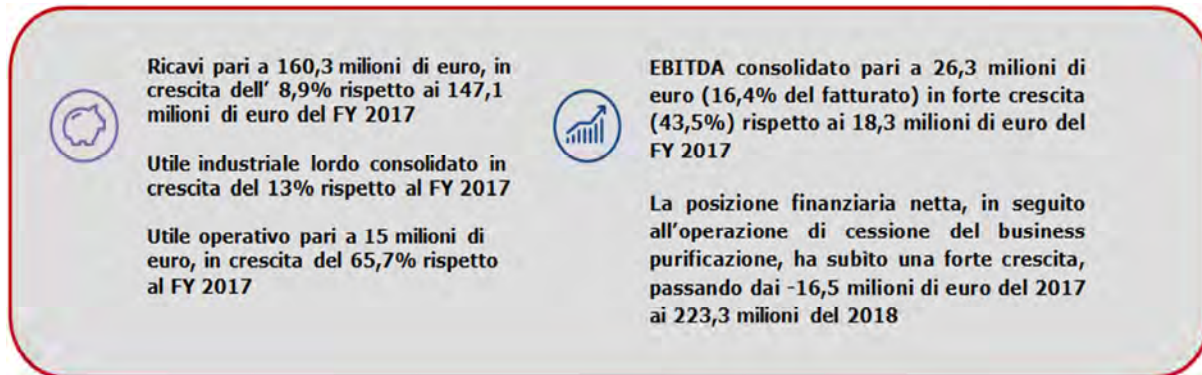 Ricavi pari a 160,3 milioni di euro, in
crescita dell' 8,9% rispetto ai 147,1
milioni di euro del FY 2017
Utile industriale lordo consolidato in
crescita del 13% rispetto al FY 2017
Utile operativo pari a 15 milioni di
euro, in crescita del 65,7% rispetto
al FY 2017
EBITDA consolidato pari a 26,3 milioni di
euro (16,4% del fatturato) in forte crescita
(43,5%) rispetto ai 18,3 milioni di euro del
FY 2017
La posizione finanziaria netta, in seguito
all'operazione di cessione del business
purificazione, ha subìto una forte crescita,
passando dai -16,5 milioni di euro del 2017
ai 223,3 milioni del 2018